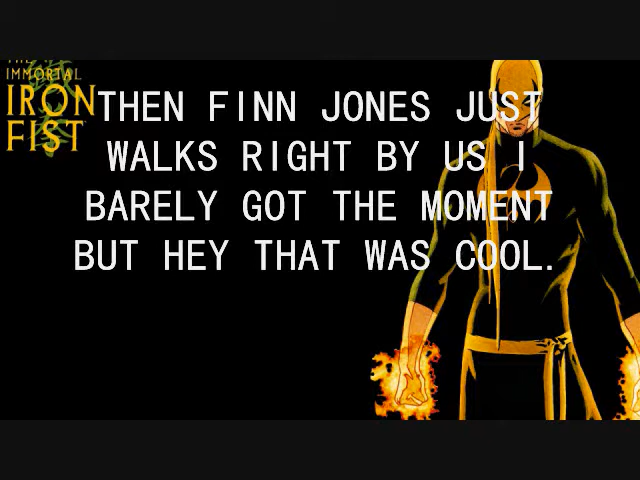 THE
IMMORTAL
IRON
FIST
THEN FINN JONES JUST
WALKS RIGHT BY US I
BARELY GOT THE MOMENT
BUT HEY THAT WAS COOL.